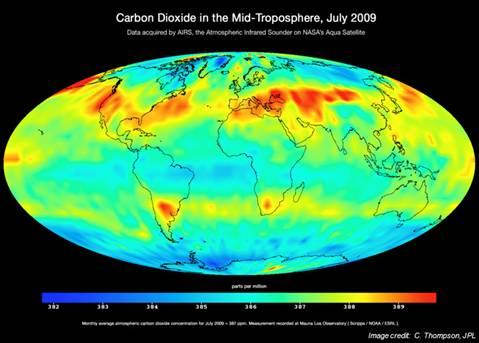 Carbon Dioxide in the Mid-Troposphere, July 2009
Data acquired by AIRS, the Atmospheric Infrared Sounder on NASA's Aqua Satellite
parts per million
382 383 384 385 386 387 388 389
Monthly average atmospheric carbon dioxide concentration for July 2009 = 387 ppm. Measurement recorded at Mauna Loa Observatory ( Scripps / NOAA / ESRL ).
Image credit: C. Thompson, JPL